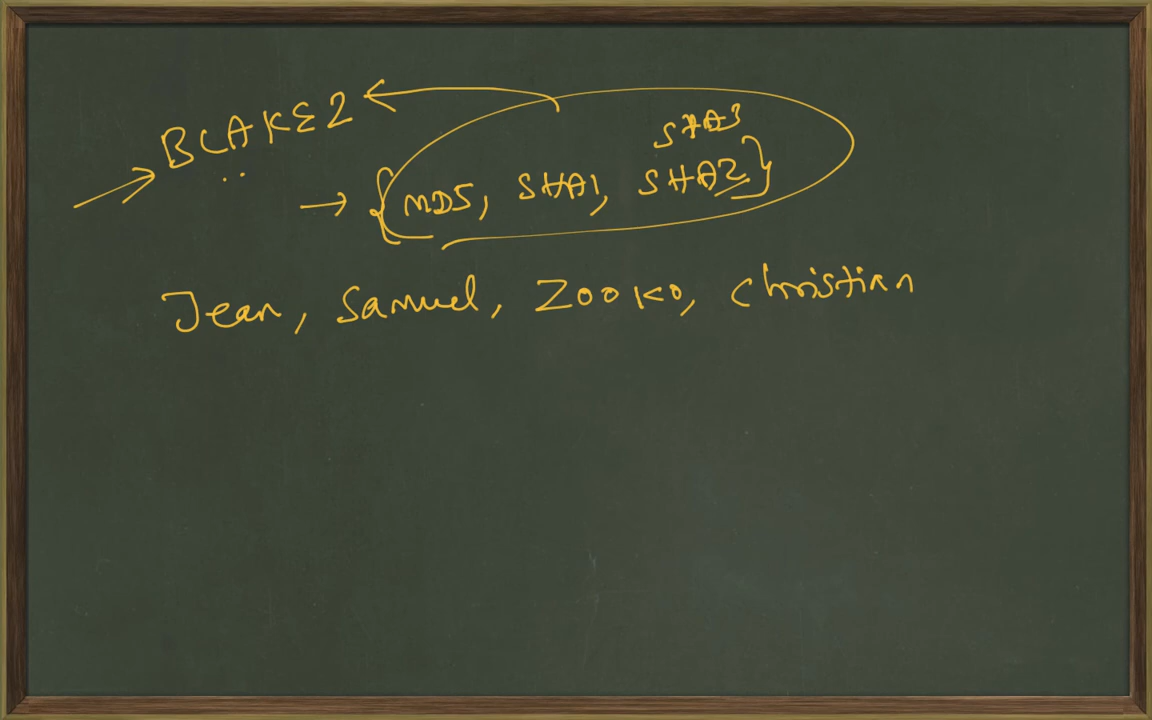 BLAKE2
SHA3
→ {MD5, SHA1, SHA2}
Jean, Samuel, Zooko, Christian